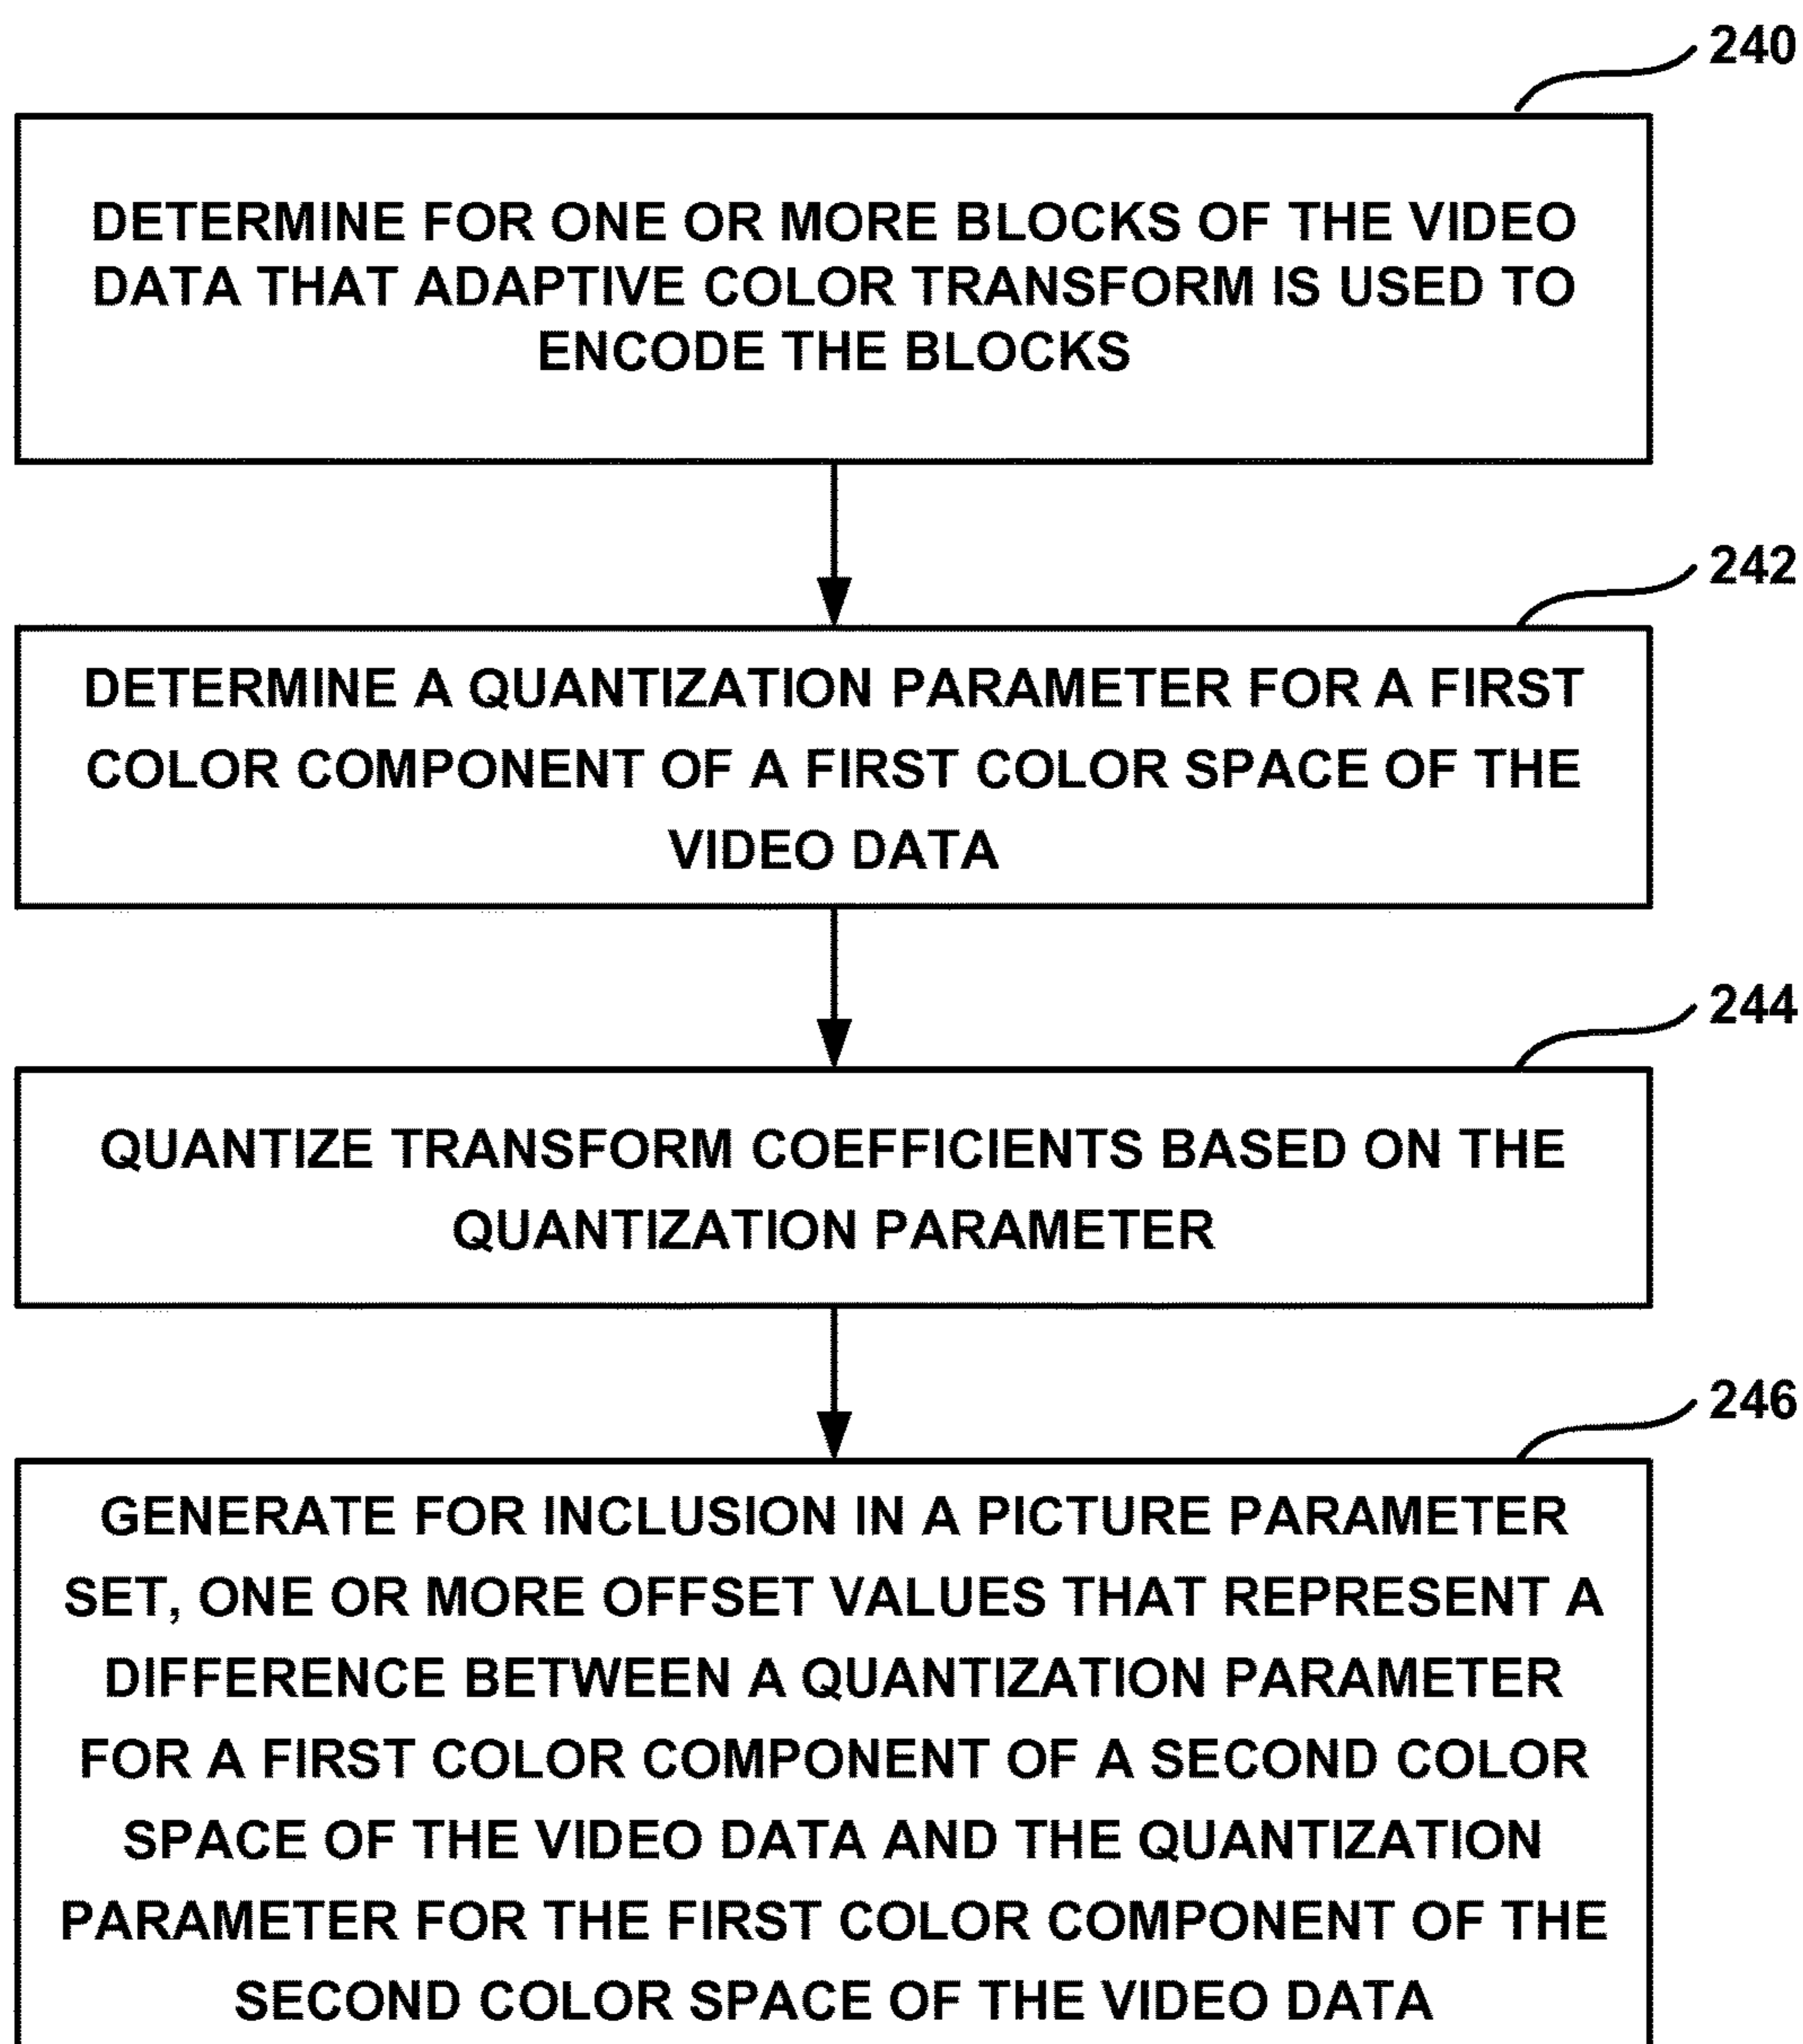 240
DETERMINE FOR ONE OR MORE BLOCKS OF THE VIDEO
DATA THAT ADAPTIVE COLOR TRANSFORM IS USED TO
ENCODE THE BLOCKS
242
DETERMINE A QUANTIZATION PARAMETER FOR A FIRST
COLOR COMPONENT OF A FIRST COLOR SPACE OF THE
VIDEO DATA
244
QUANTIZE TRANSFORM COEFFICIENTS BASED ON THE
QUANTIZATION PARAMETER
246
GENERATE FOR INCLUSION IN A PICTURE PARAMETER
SET, ONE OR MORE OFFSET VALUES THAT REPRESENT A
DIFFERENCE BETWEEN A QUANTIZATION PARAMETER
FOR A FIRST COLOR COMPONENT OF A SECOND COLOR
SPACE OF THE VIDEO DATA AND THE QUANTIZATION
PARAMETER FOR THE FIRST COLOR COMPONENT OF THE
SECOND COLOR SPACE OF THE VIDEO DATA